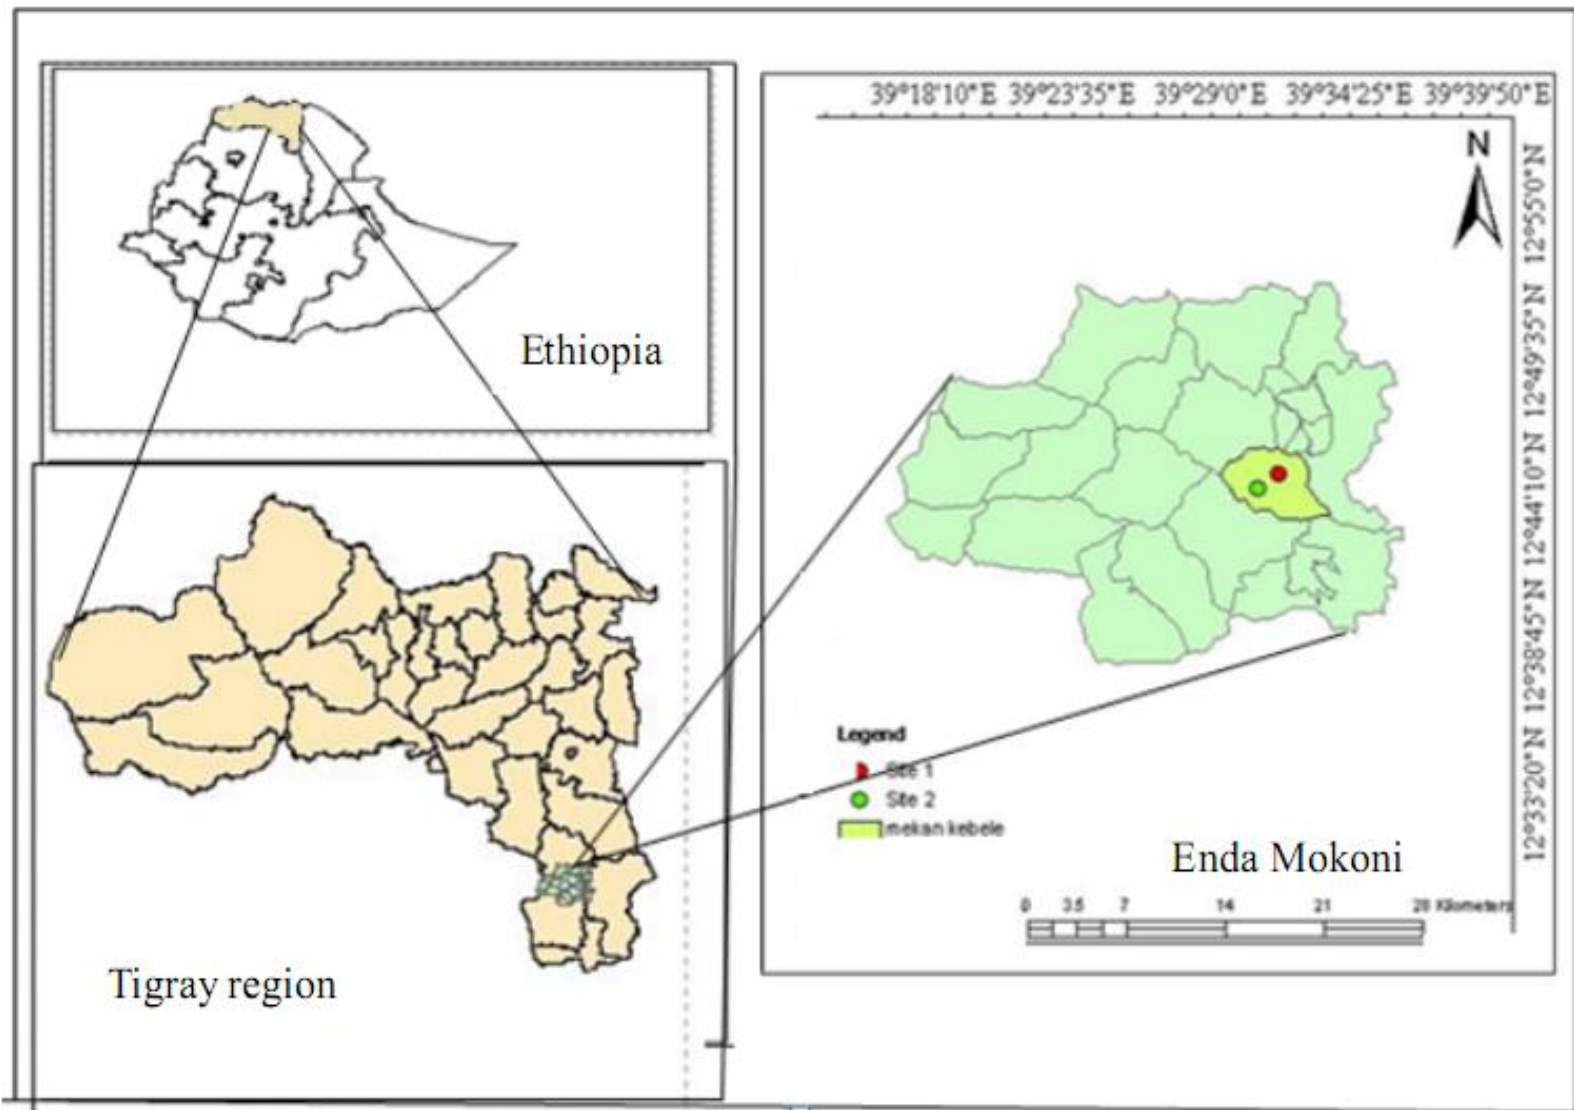 Ethiopia
Tigray region
39°18'10"E 39°23'35"E 39°29'0"E 39°34'25"E 39°39'50"E
N
12°55'0"N
12°49'35"N
12°44'10"N
12°38'45"N
12°33'20"N
Legend
Site 1
Site 2
mekan kebele
Enda Mokoni
0 3.5 7 14 21 28 Kilometers